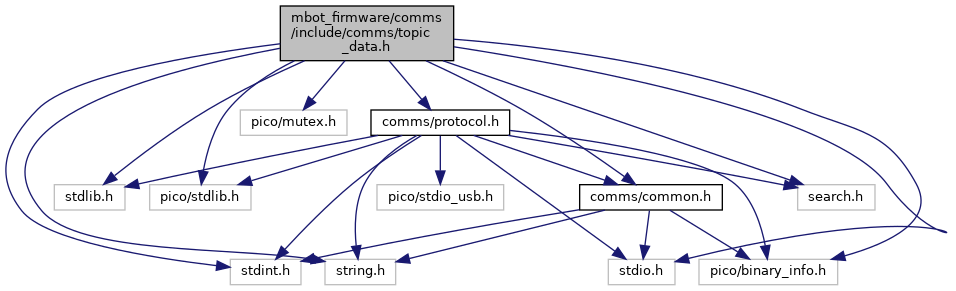 mbot_firmware/comms
/include/comms/topic
_data.h
pico/mutex.h
comms/protocol.h
stdlib.h
pico/stdlib.h
pico/stdio_usb.h
comms/common.h
search.h
stdint.h
string.h
stdio.h
pico/binary_info.h